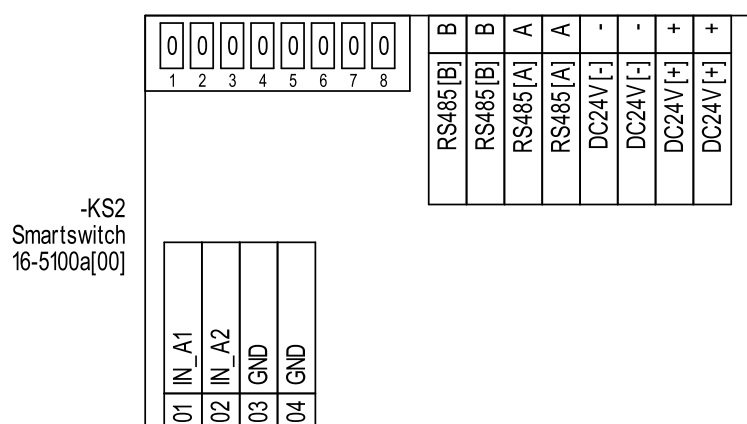 0 0 0 0 0 0 0 0
1 2 3 4 5 6 7 8
B B A A - - + +
RS485[B]
RS485[B]
RS485[A]
RS485[A]
DC24V[-]
DC24V[-]
DC24V[+]
DC24V[+]
-KS2
Smartswitch
16-5100a[00]
IN_A1
IN_A2
GND
GND
01 02 03 04